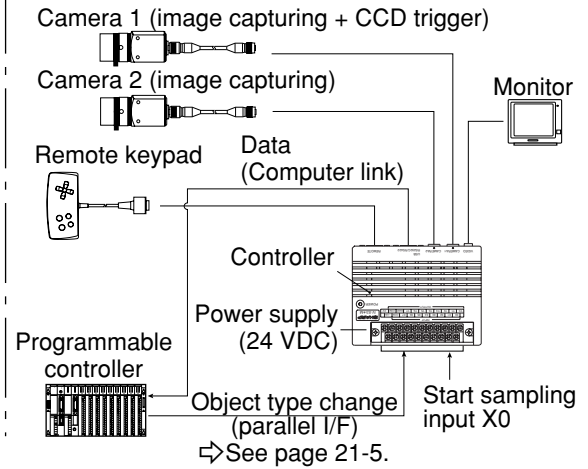 Camera 1 (image capturing + CCD trigger)
Camera 2 (image capturing)
Monitor
Remote keypad
Data
(Computer link)
Controller
Power supply
(24 VDC)
Programmable
controller
Object type change
(parallel I/F)
⇨See page 21-5.
Start sampling
input X0